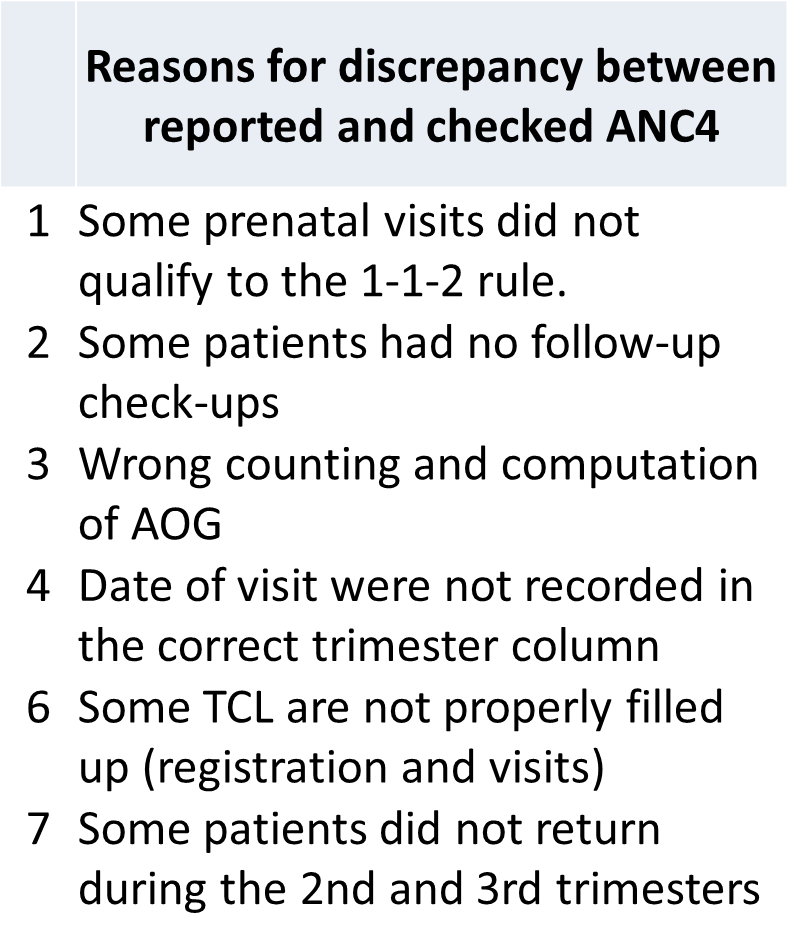 Reasons for discrepancy between
reported and checked ANC4
1 Some prenatal visits did not
qualify to the 1-1-2 rule.
2 Some patients had no follow-up
check-ups
3 Wrong counting and computation
of AOG
4 Date of visit were not recorded in
the correct trimester column
6 Some TCL are not properly filled
up (registration and visits)
7 Some patients did not return
during the 2nd and 3rd trimesters